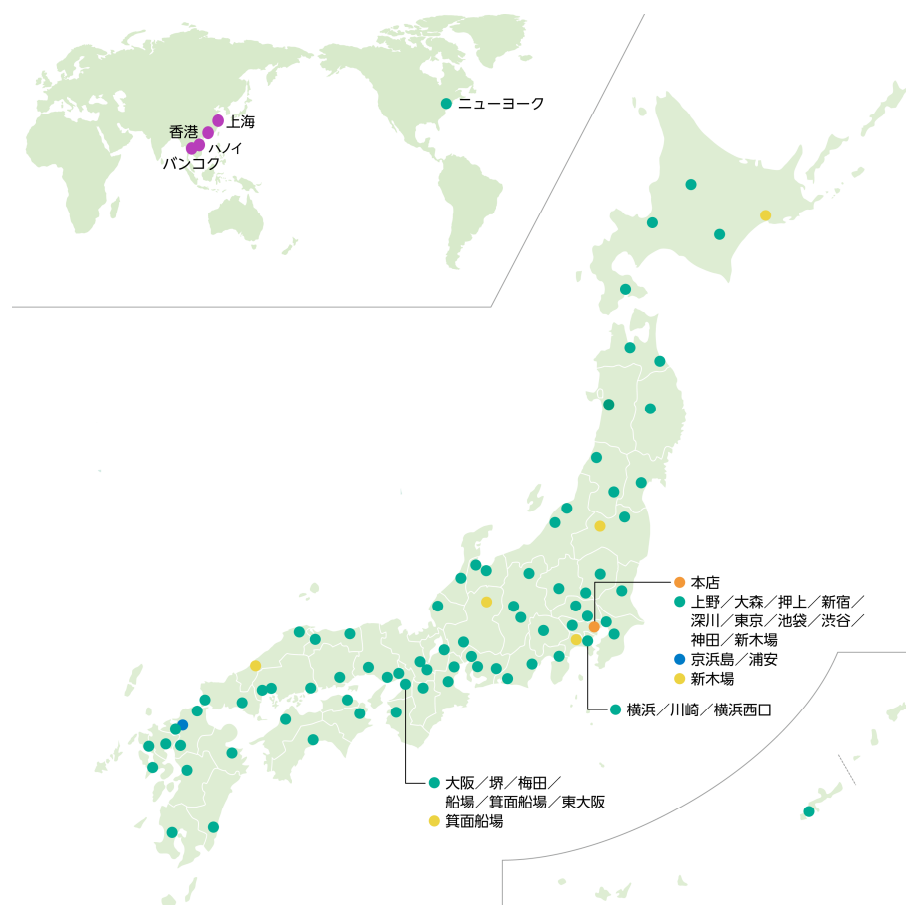 ニューヨーク
上海
香港
ハノイ
バンコク
本店
上野／大森／押上／新宿／
深川／東京／池袋／渋谷／
神田／新木場
京浜島／浦安
新木場
横浜／川崎／横浜西口
大阪／堺／梅田／
船場／箕面船場／東大阪
箕面船場